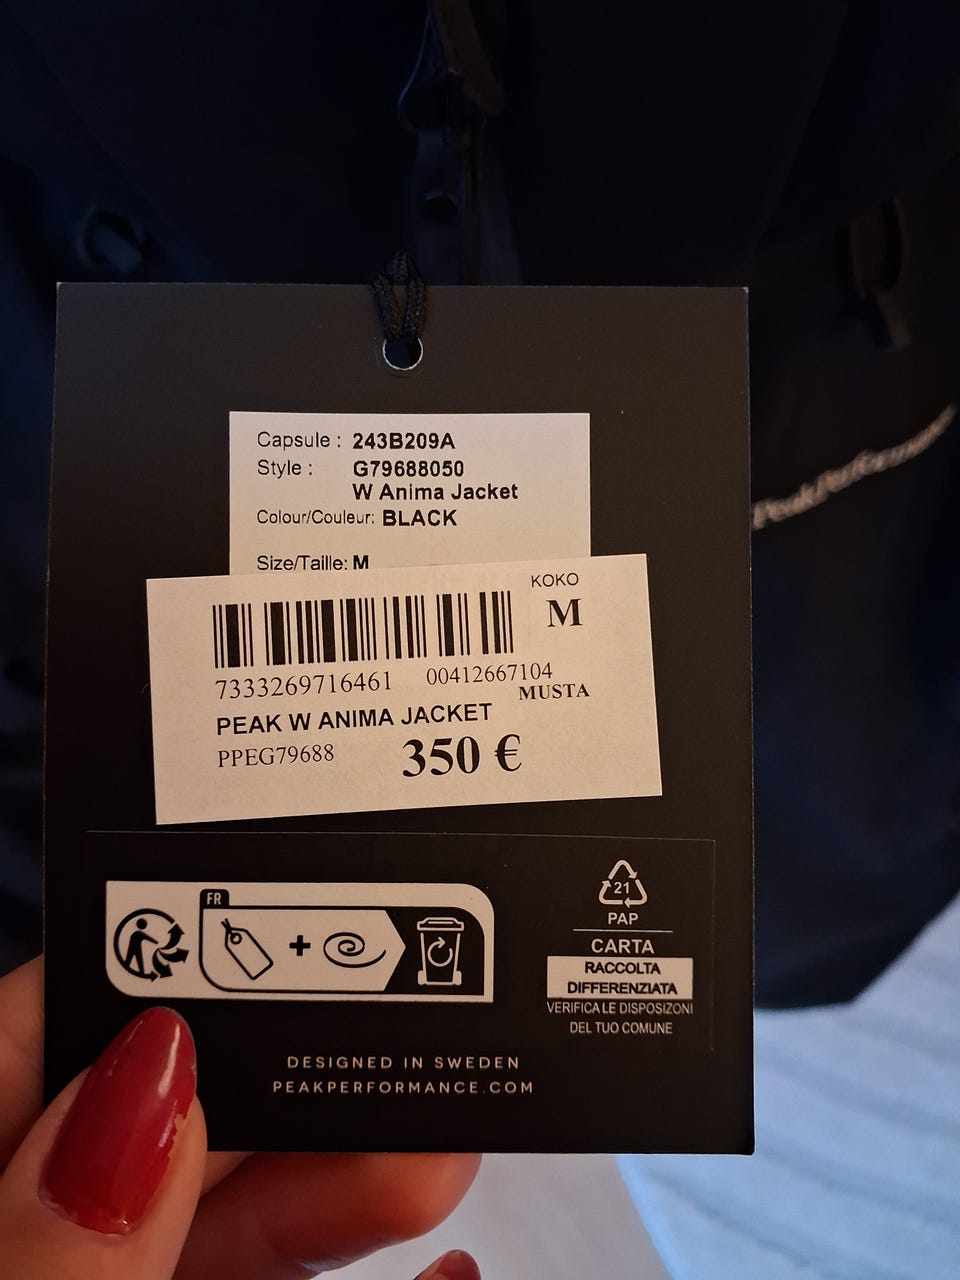 Capsule : 243B209A
Style : G79688050
W Anima Jacket
Colour/Couleur: BLACK
Size/Taille: M
KOKO
M
7333269716461 00412667104
MUSTA
PEAK W ANIMA JACKET
PPEG79688 350 €
PeakPerformance
FR
21
PAP
CARTA
RACCOLTA
DIFFERENZIATA
VERIFICA LE DISPOSIZONI
DEL TUO COMUNE
DESIGNED IN SWEDEN
PEAKPERFORMANCE.COM